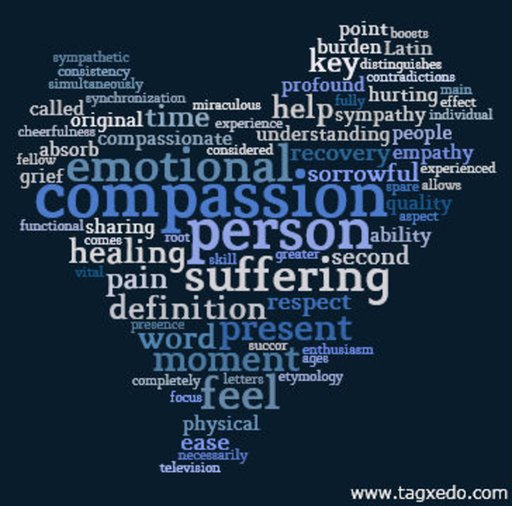 point boosts
burden Latin
sympathetic key distinguishes
consistency profound contradictions
simultaneously hurting main
synchronization miraculous help fully effect
called original time sympathy individual
cheerfulness compassionate experience understanding people
absorb considered recovery empathy
fellow emotional sorrowful experienced
grief compassion spare allows
quality
functional sharing person aspect
comes root ability
healing skill greater second
vital pain suffering
definition respect
presence word present
succor enthusiasm
moment ages
completely letters etymology
focus feel
physical
ease
necessarily
television
www.tagxedo.com